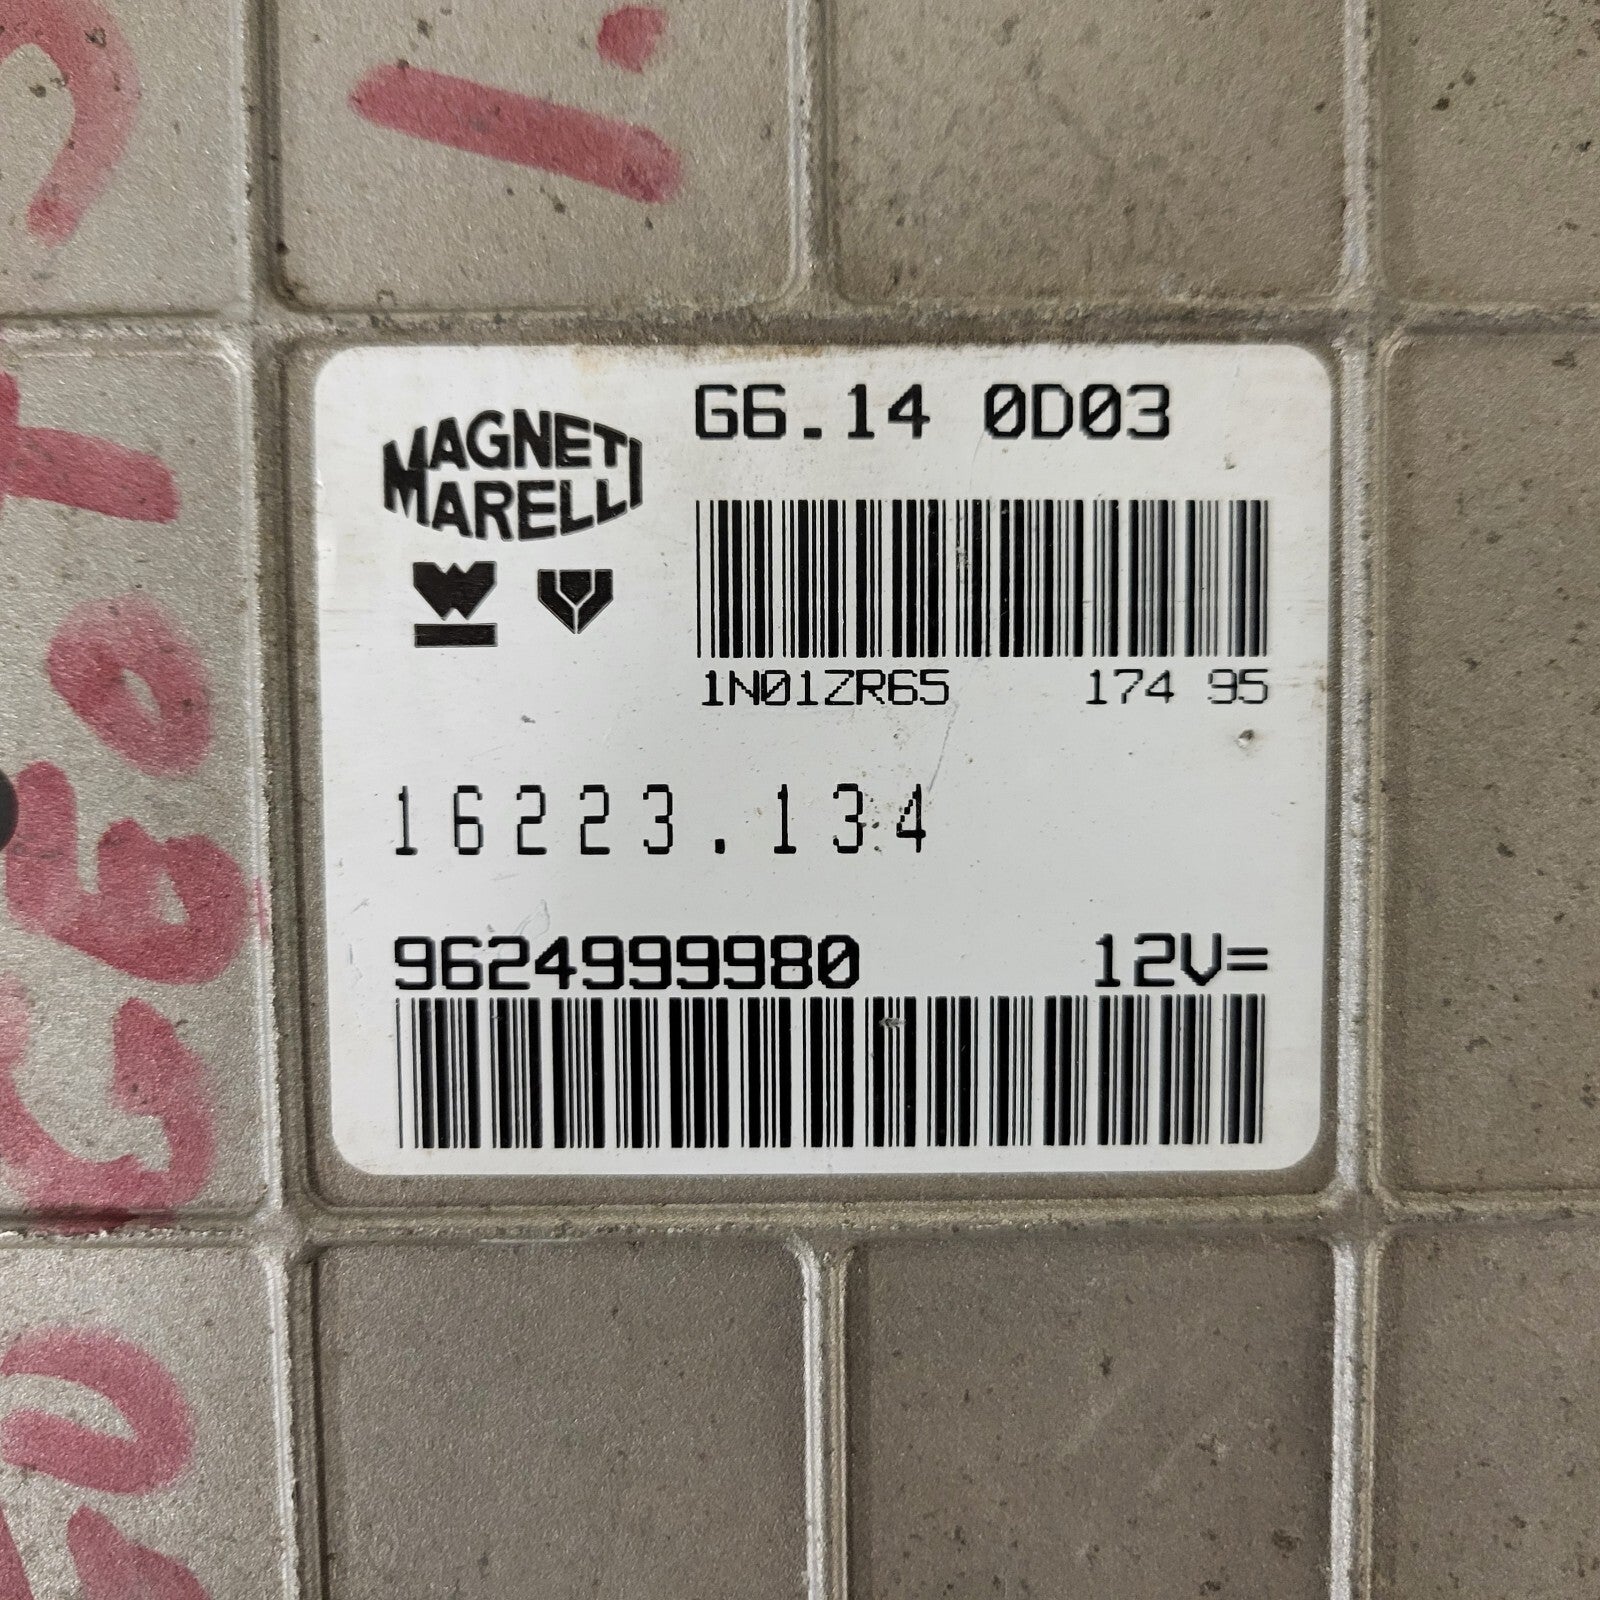 MAGNETI
MARELLI
G6.14 0D03
1N01ZR65 174 95
16223.134
9624999980 12V=